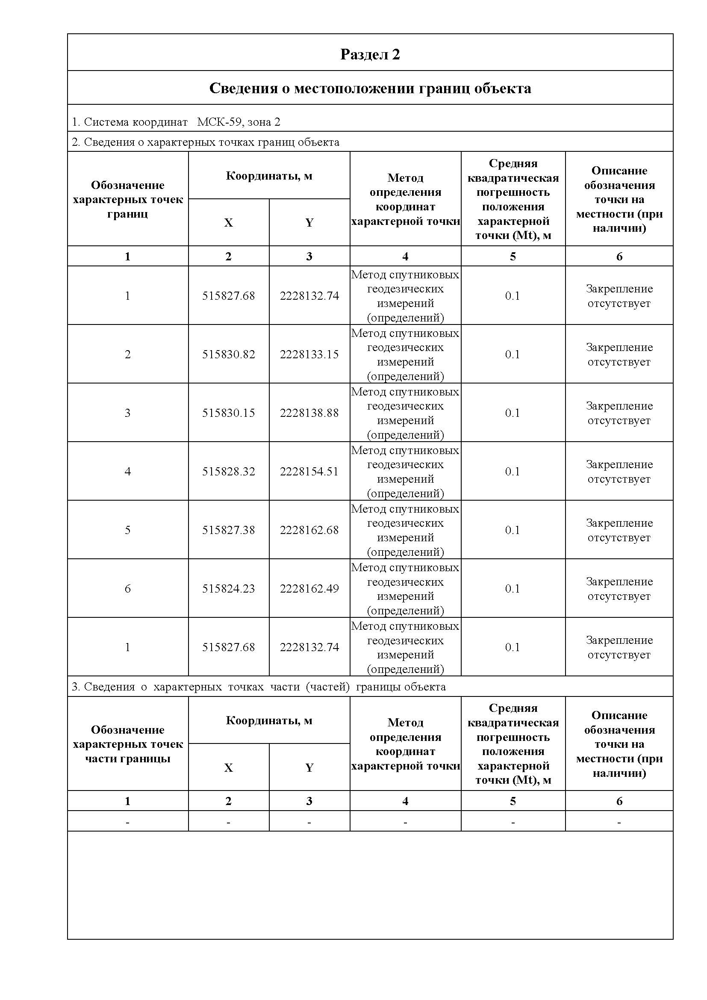 Раздел 2
Сведения о местоположении границ объекта
1. Система координат МСК-59, зона 2
2. Сведения о характерных точках границ объекта
Обозначение
характерных точек
границ
Координаты, м
X
Y
Метод
определения
координат
характерной точки
Средняя
квадратическая
погрешность
положения
характерной
точки (Mt), м
Описание
обозначения
точки на
местности (при
наличии)
1 2 3 4 5 6
1 515827.68 2228132.74
Метод спутниковых
геодезических
измерений
(определений)
0.1
Закрепление
отсутствует
2 515830.82 2228133.15
Метод спутниковых
геодезических
измерений
(определений)
0.1
Закрепление
отсутствует
3 515830.15 2228138.88
Метод спутниковых
геодезических
измерений
(определений)
0.1
Закрепление
отсутствует
4 515828.32 2228154.51
Метод спутниковых
геодезических
измерений
(определений)
0.1
Закрепление
отсутствует
5 515827.38 2228162.68
Метод спутниковых
геодезических
измерений
(определений)
0.1
Закрепление
отсутствует
6 515824.23 2228162.49
Метод спутниковых
геодезических
измерений
(определений)
0.1
Закрепление
отсутствует
1 515827.68 2228132.74
Метод спутниковых
геодезических
измерений
(определений)
0.1
Закрепление
отсутствует
3. Сведения о характерных точках части (частей) границы объекта
Обозначение
характерных точек
части границы
Координаты, м
X
Y
Метод
определения
координат
характерной точки
Средняя
квадратическая
погрешность
положения
характерной
точки (Mt), м
Описание
обозначения
точки на
местности (при
наличии)
1 2 3 4 5 6
- - - - - -